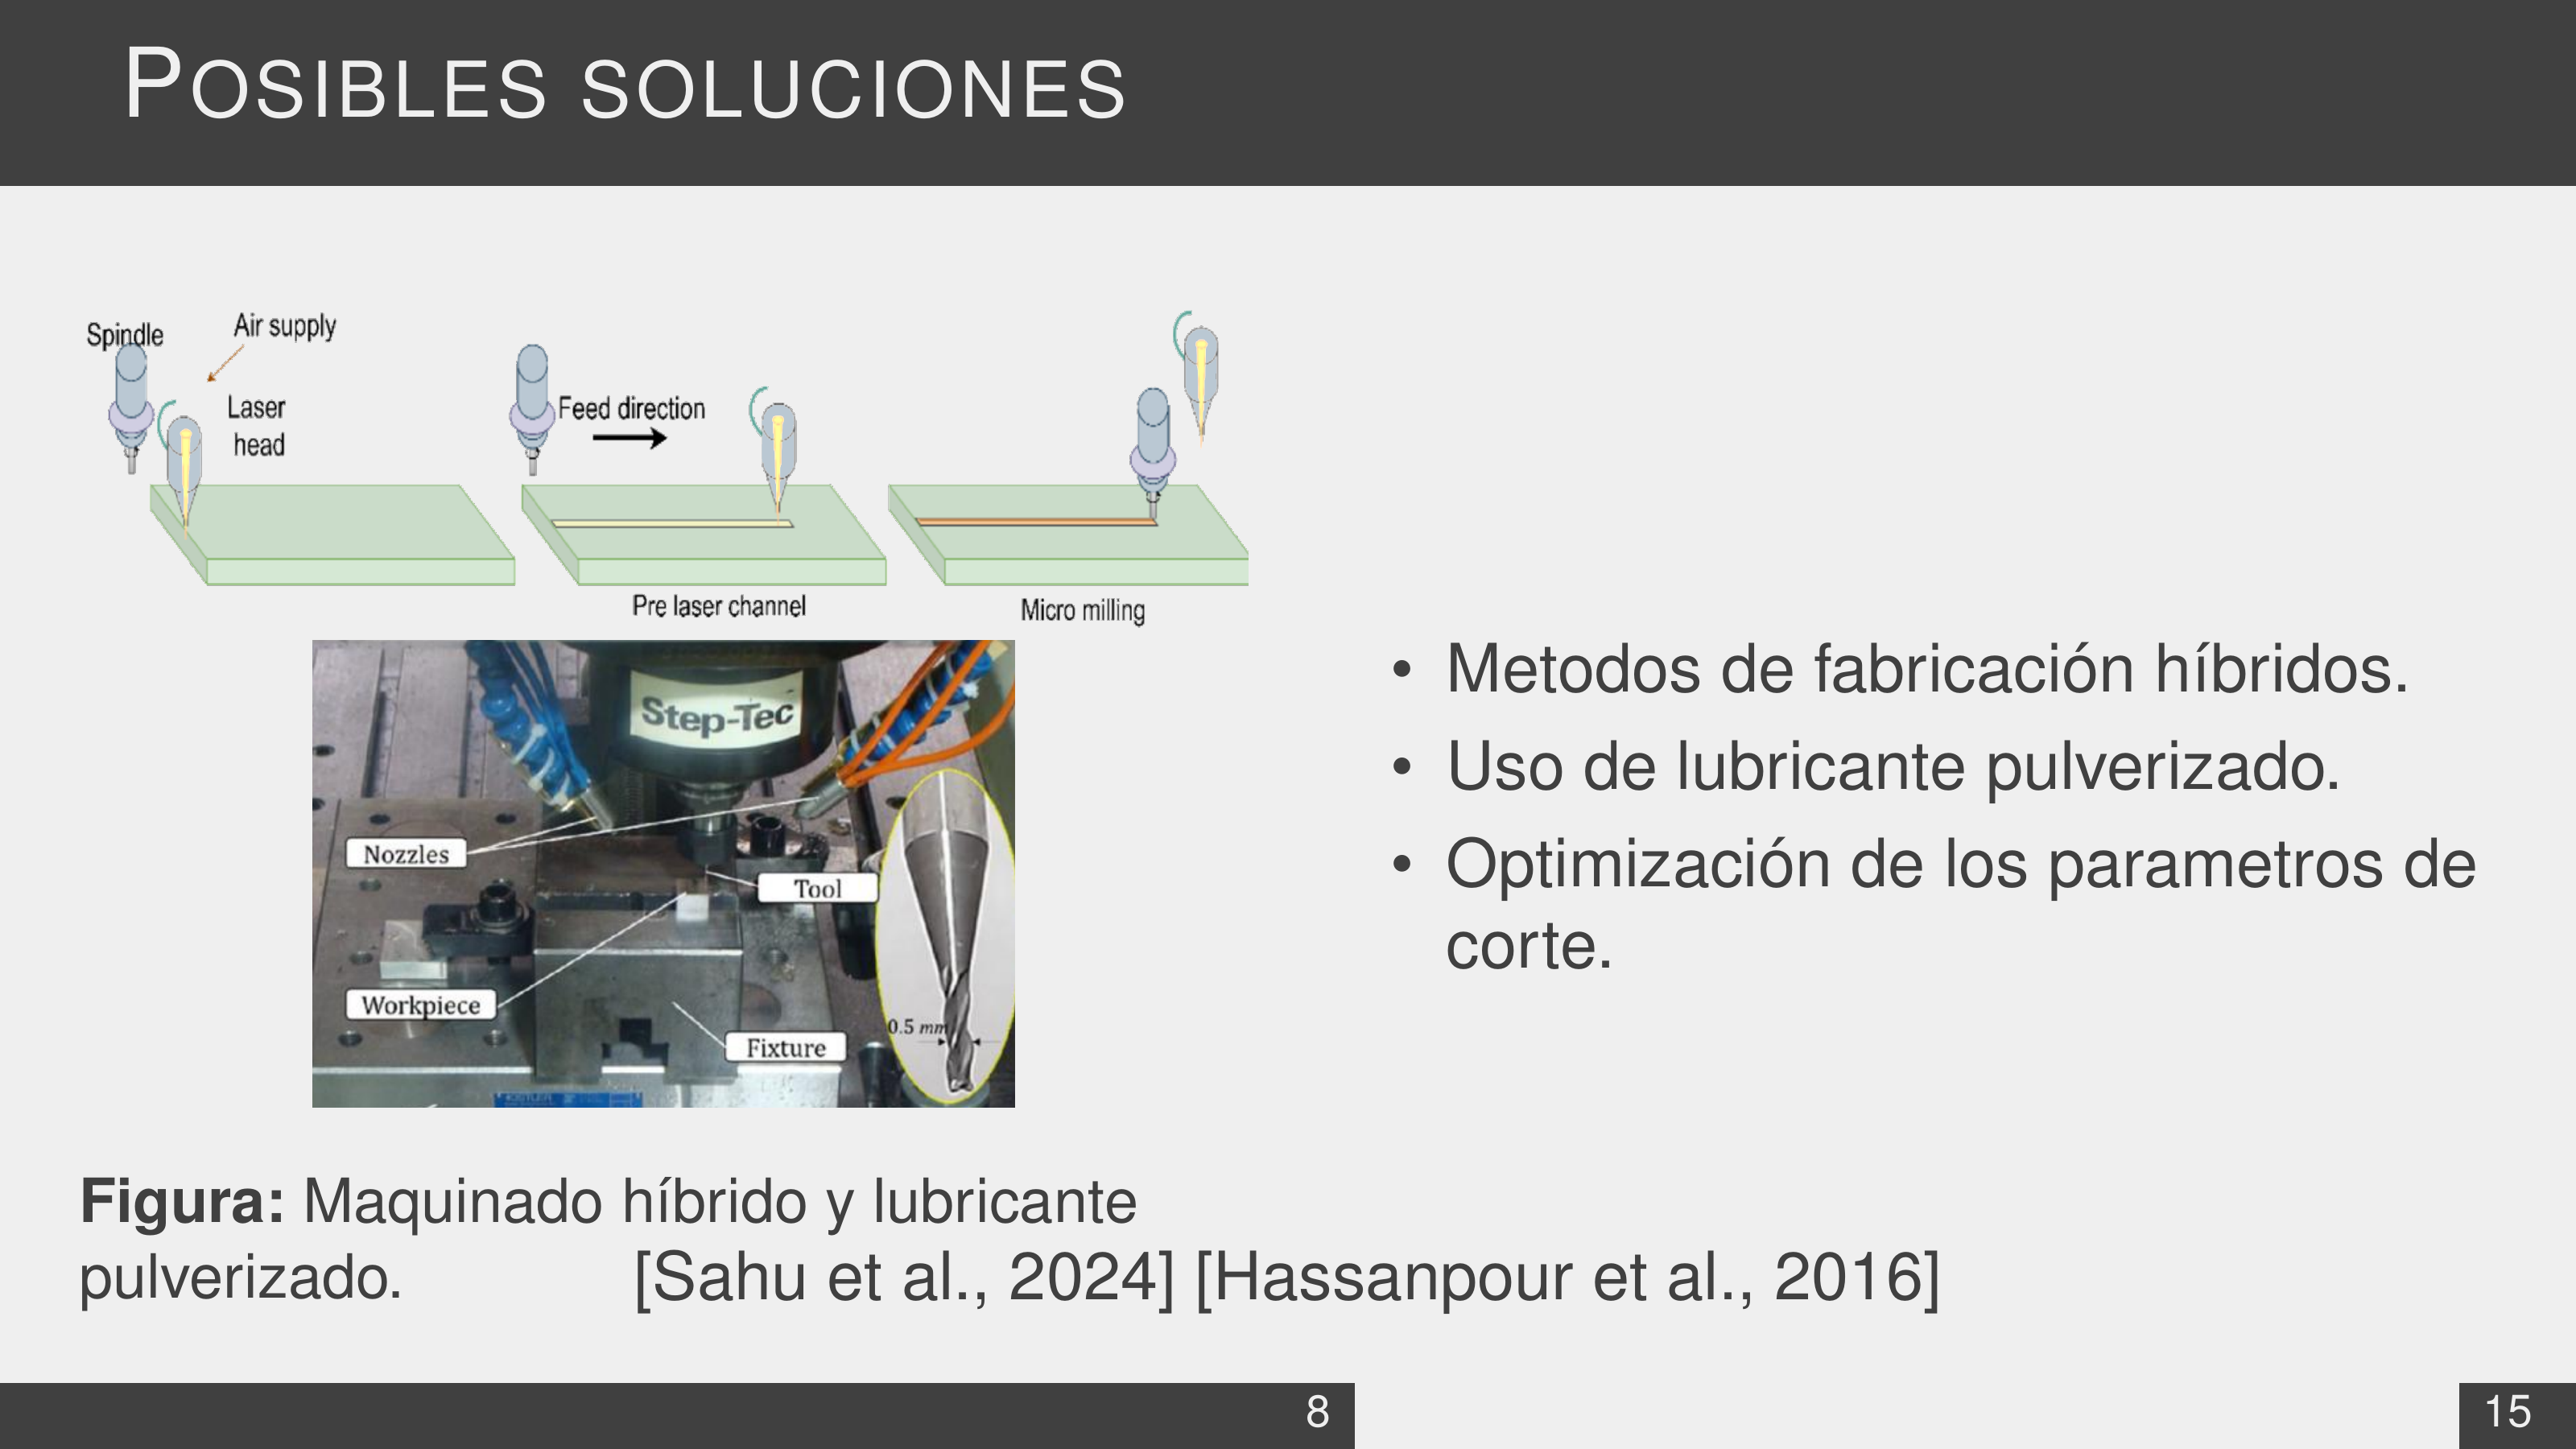 POSIBLES SOLUCIONES
Spindle
Air supply
Laser
head
Feed direction
Pre laser channel
Micro milling
Step-Tec
Nozzles
Tool
Workpiece
Fixture
0.5 mm
• Metodos de fabricación híbridos.
• Uso de lubricante pulverizado.
• Optimización de los parametros de
corte.
Figura: Maquinado híbrido y lubricante
pulverizado.
[Sahu et al., 2024] [Hassanpour et al., 2016]
8
15